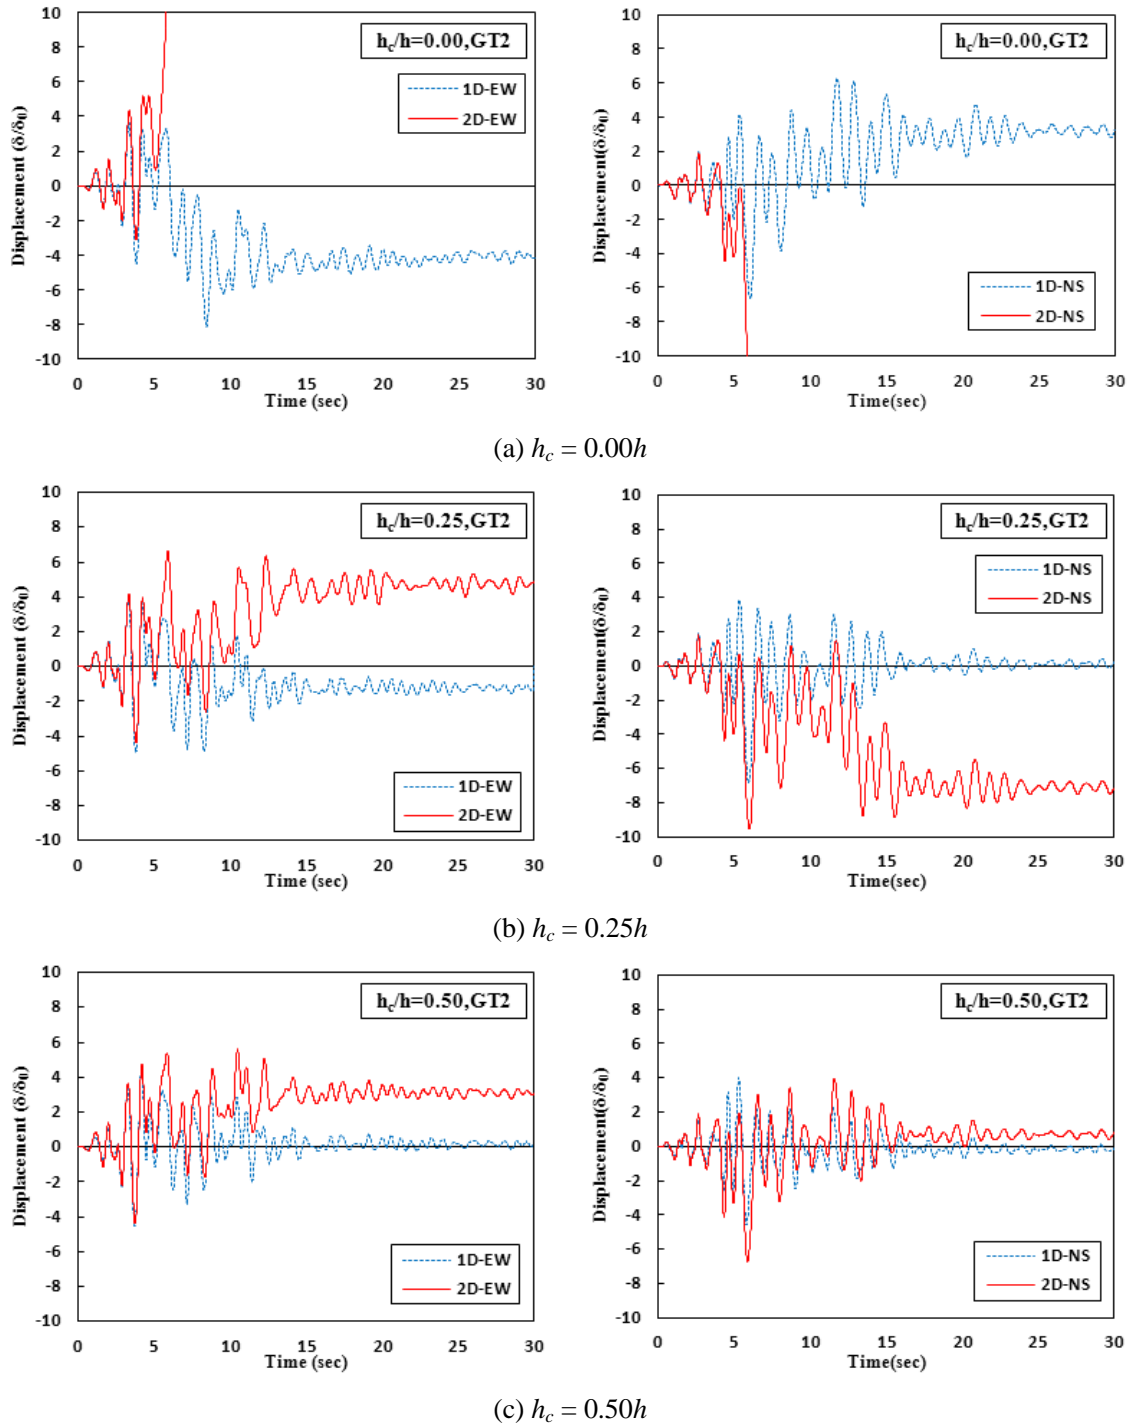 10
8
6
4
2
0
-2
-4
-6
-8
-10
Displacement (δ/δ₀)
h_c/h=0.00,GT2
1D-EW
2D-EW
0 5 10 15 20 25 30
Time (sec)
10
8
6
4
2
0
-2
-4
-6
-8
-10
Displacement(δ/δ₀)
h_c/h=0.00,GT2
1D-NS
2D-NS
0 5 10 15 20 25 30
Time(sec)
(a) h_c = 0.00h
10
8
6
4
2
0
-2
-4
-6
-8
-10
Displacement (δ/δ₀)
h_c/h=0.25,GT2
1D-EW
2D-EW
0 5 10 15 20 25 30
Time (sec)
10
8
6
4
2
0
-2
-4
-6
-8
-10
Displacement(δ/δ₀)
h_c/h=0.25,GT2
1D-NS
2D-NS
0 5 10 15 20 25 30
Time(sec)
(b) h_c = 0.25h
10
8
6
4
2
0
-2
-4
-6
-8
-10
Displacement (δ/δ₀)
h_c/h=0.50,GT2
1D-EW
2D-EW
0 5 10 15 20 25 30
Time (sec)
10
8
6
4
2
0
-2
-4
-6
-8
-10
Displacement(δ/δ₀)
h_c/h=0.50,GT2
1D-NS
2D-NS
0 5 10 15 20 25 30
Time(sec)
(c) h_c = 0.50h